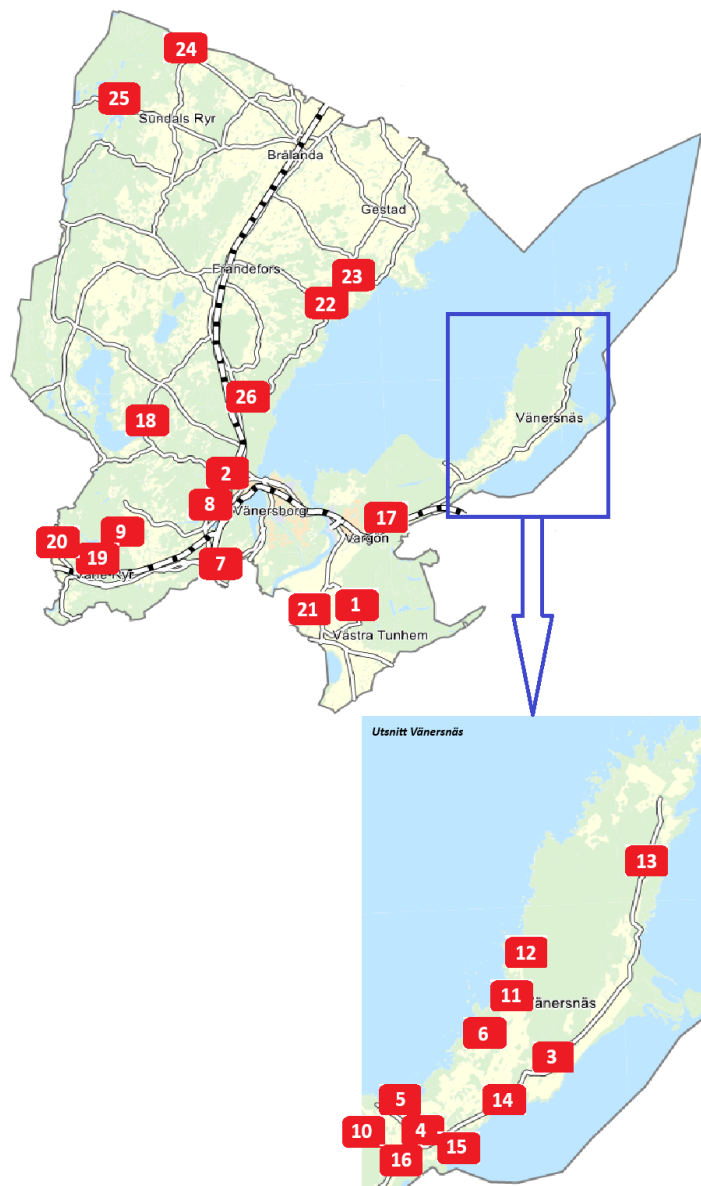 24
25
Sundals Ryr
Brålanda
Gestad
23
Frändefors
22
26
18
Vänersnäs
2
8
Vänersborg
17
9
20
Vargön
19
7
Väne Ryr
21
1
Västra Tunhem
Utsnitt Vänersnäs
13
12
11
Vänersnäs
6
3
5
14
10
4
15
16